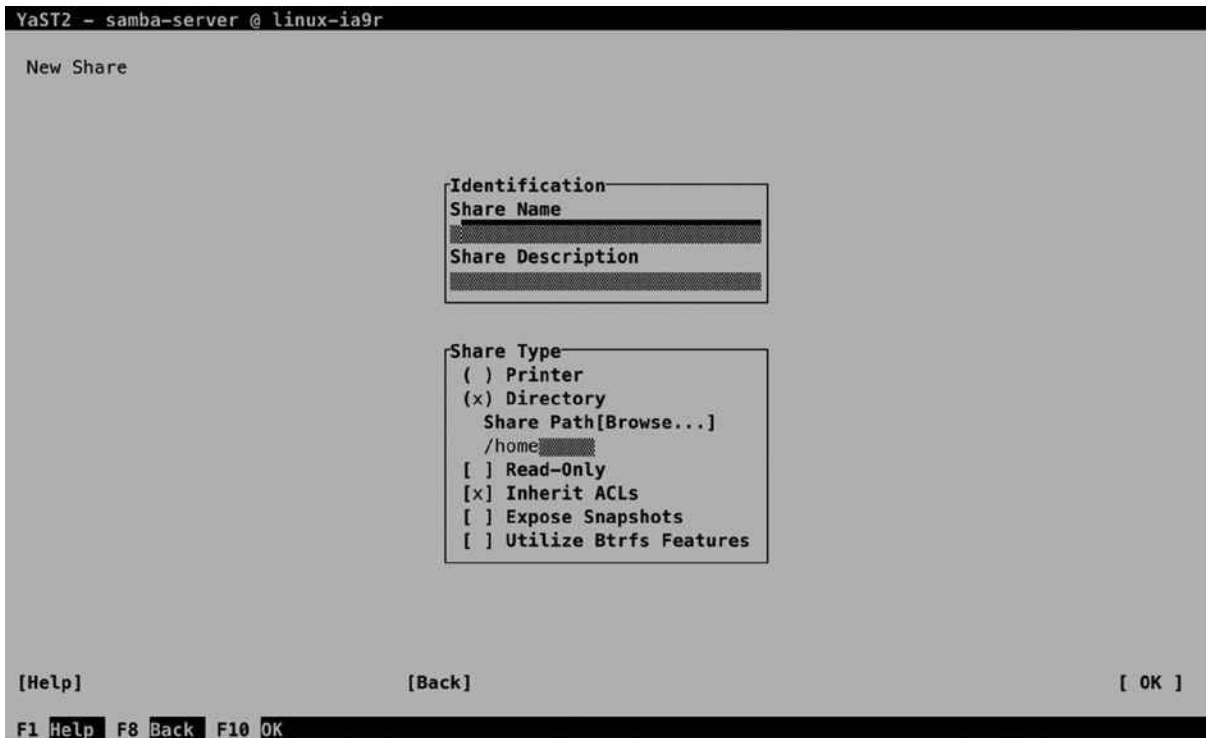 YaST2 - samba-server @ linux-ia9r
New Share
Identification
Share Name
Share Description
Share Type
( ) Printer
(x) Directory
Share Path[Browse...]
/home
[ ] Read-Only
[x] Inherit ACLs
[ ] Expose Snapshots
[ ] Utilize Btrfs Features
[Help] [Back] [ OK ]
F1 Help F8 Back F10 OK